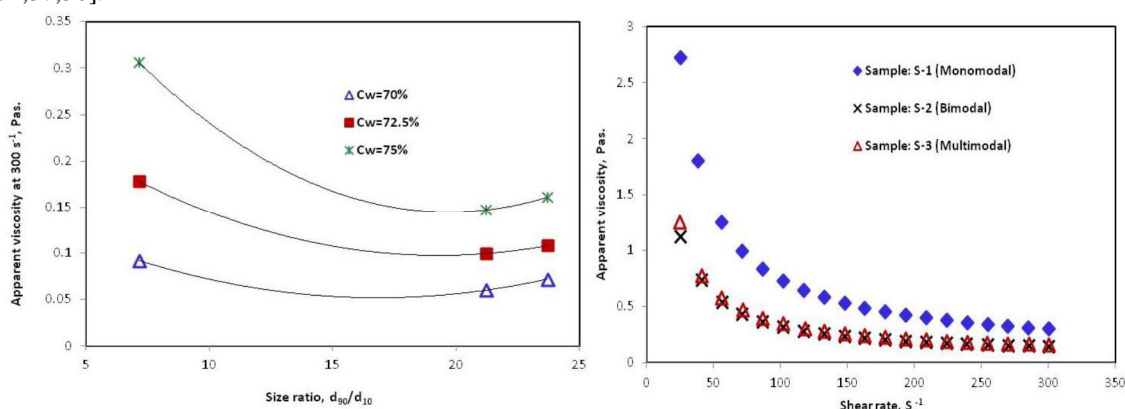 0.35
0.3
0.25
0.2
0.15
0.1
0.05
0
5
10
15
20
25
Apparent viscosity at 300 s⁻¹, Pas.
Size ratio, d₉₀/d₁₀
Cw=70%
Cw=72.5%
Cw=75%
3
2.5
2
1.5
1
0.5
0
0
50
100
150
200
250
300
350
Apparent viscosity, Pas.
Shear rate, S⁻¹
Sample: S-1 (Monomodal)
Sample: S-2 (Bimodal)
Sample: S-3 (Multimodal)